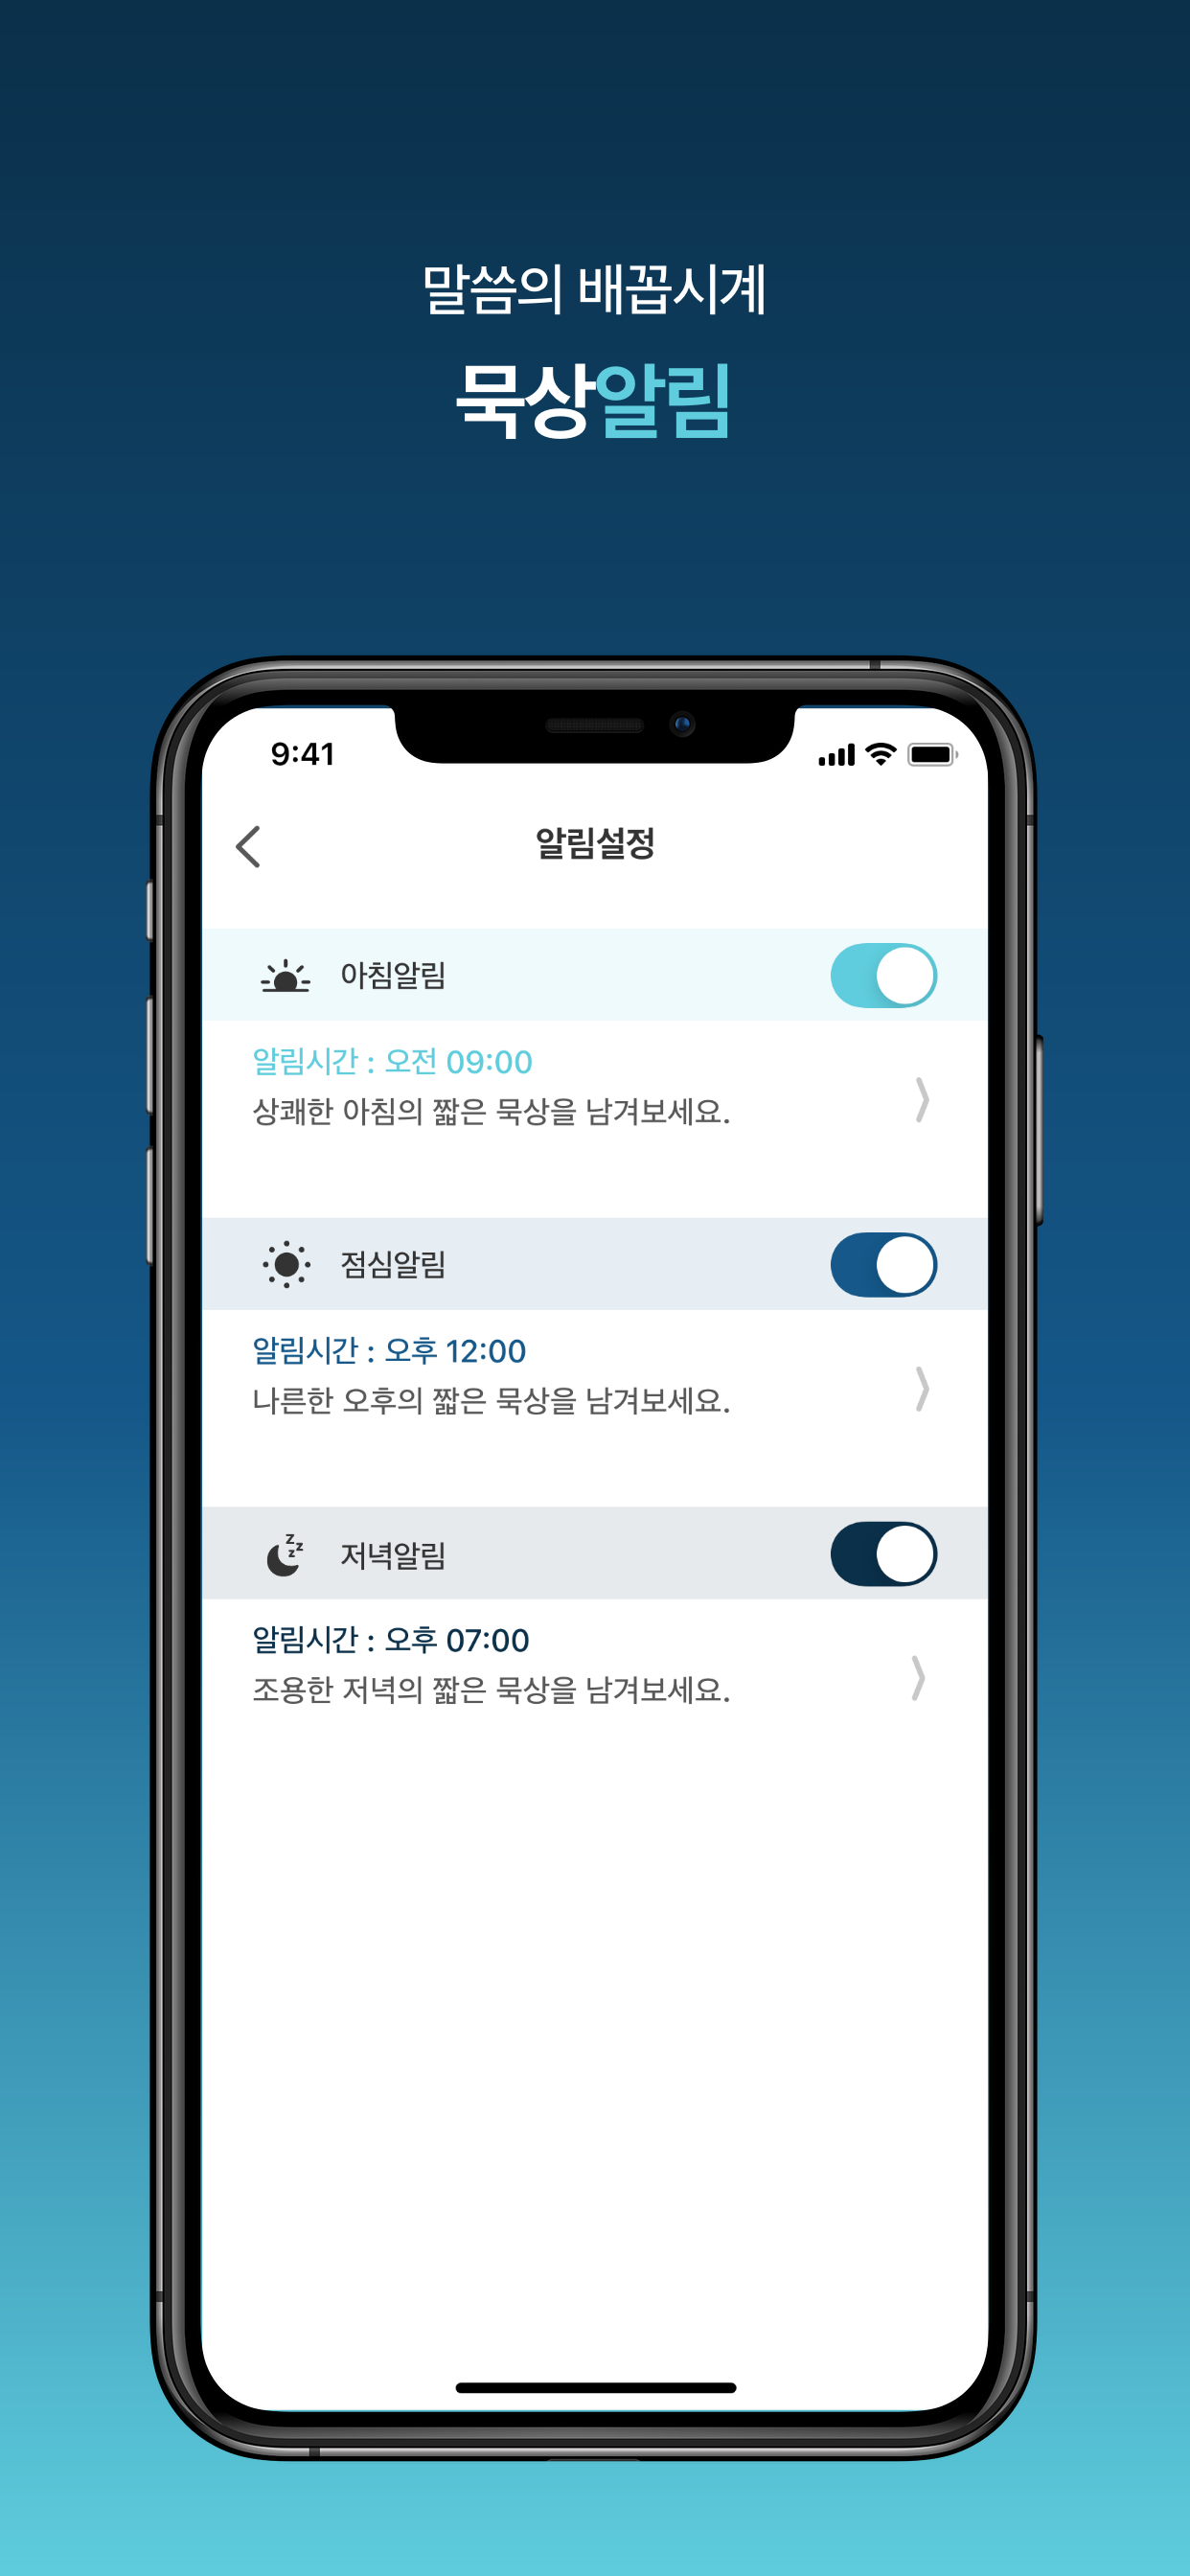 말씀의 배꼽시계
묵상알림
9:41
알림설정
아침알림
알림시간 : 오전 09:00
상쾌한 아침의 짧은 묵상을 남겨보세요.
점심알림
알림시간 : 오후 12:00
나른한 오후의 짧은 묵상을 남겨보세요.
저녁알림
알림시간 : 오후 07:00
조용한 저녁의 짧은 묵상을 남겨보세요.